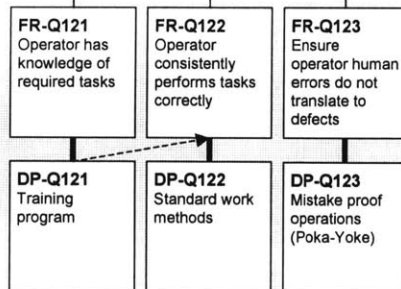 FR-Q121
Operator has
knowledge of
required tasks
FR-Q122
Operator
consistently
performs tasks
correctly
FR-Q123
Ensure
operator human
errors do not
translate to
defects
DP-Q121
Training
program
DP-Q122
Standard work
methods
DP-Q123
Mistake proof
operations
(Poka-Yoke)